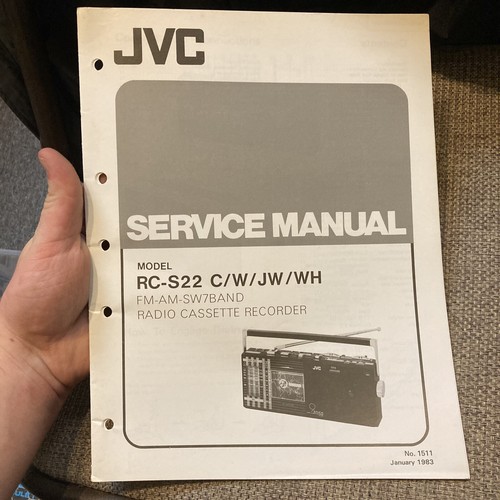 JVC
SERVICE MANUAL
MODEL
RC-S22 C/W/JW/WH
FM-AM-SW7BAND
RADIO CASSETTE RECORDER
JVC
No. 1511
January 1983